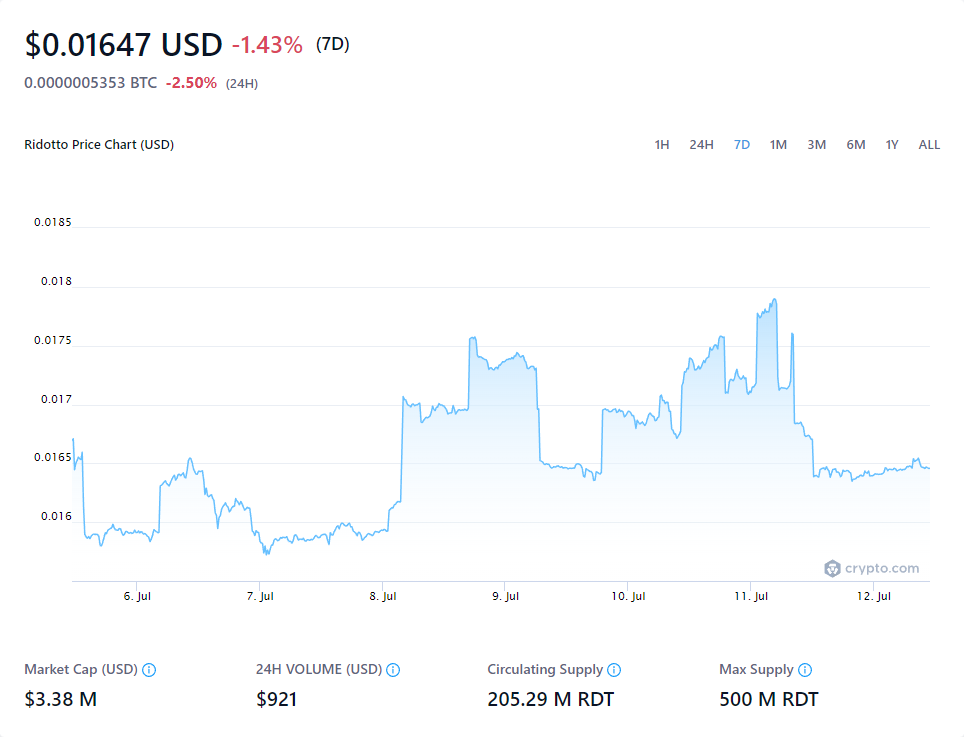 $0.01647 USD -1.43% (7D)
0.0000005353 BTC -2.50% (24H)
Ridotto Price Chart (USD) 1H 24H 7D 1M 3M 6M 1Y ALL
0.0185
0.018
0.0175
0.017
0.0165
0.016
crypto.com
6. Jul 7. Jul 8. Jul 9. Jul 10. Jul 11. Jul 12. Jul
Market Cap (USD) 24H VOLUME (USD) Circulating Supply Max Supply
$3.38 M $921 205.29 M RDT 500 M RDT